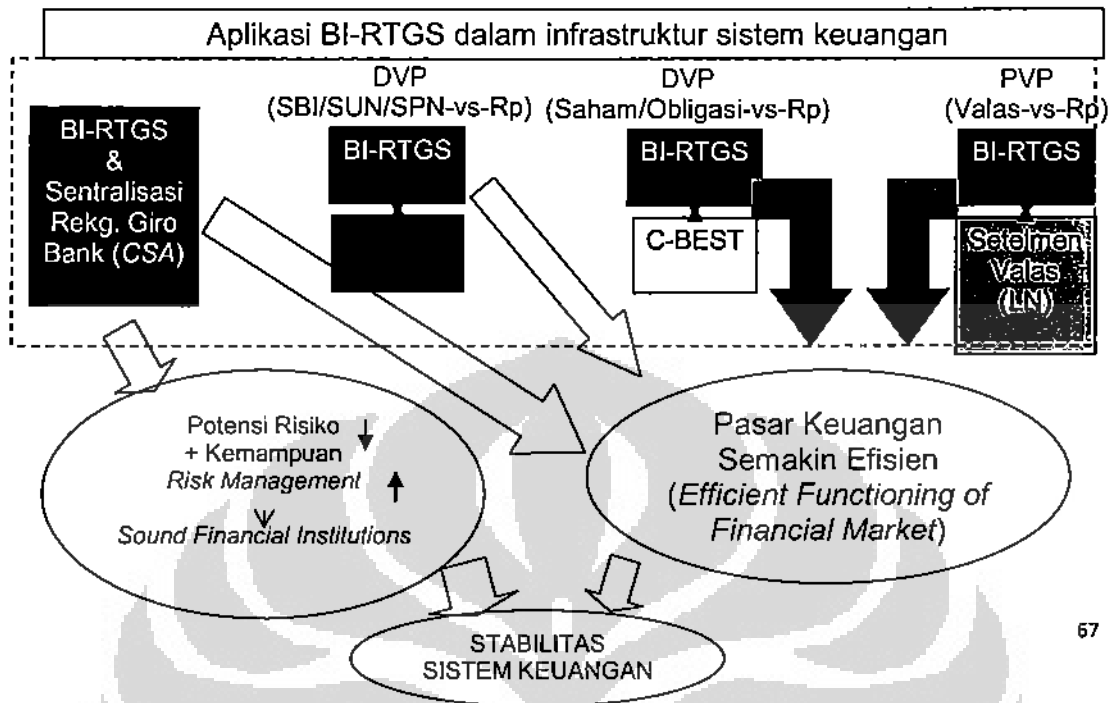 Aplikasi BI-RTGS dalam infrastruktur sistem keuangan
BI-RTGS
&
Sentralisasi
Rekg. Giro
Bank (CSA)
DVP
(SBI/SUN/SPN-vs-Rp)
BI-RTGS
DVP
(Saham/Obligasi-vs-Rp)
BI-RTGS
C-BEST
PVP
(Valas-vs-Rp)
BI-RTGS
Setelmen
Valas
(LN)
Potensi Risiko
+ Kemampuan
Risk Management
Sound Financial Institutions
Pasar Keuangan
Semakin Efisien
(Efficient Functioning of
Financial Market)
STABILITAS
SISTEM KEUANGAN
67